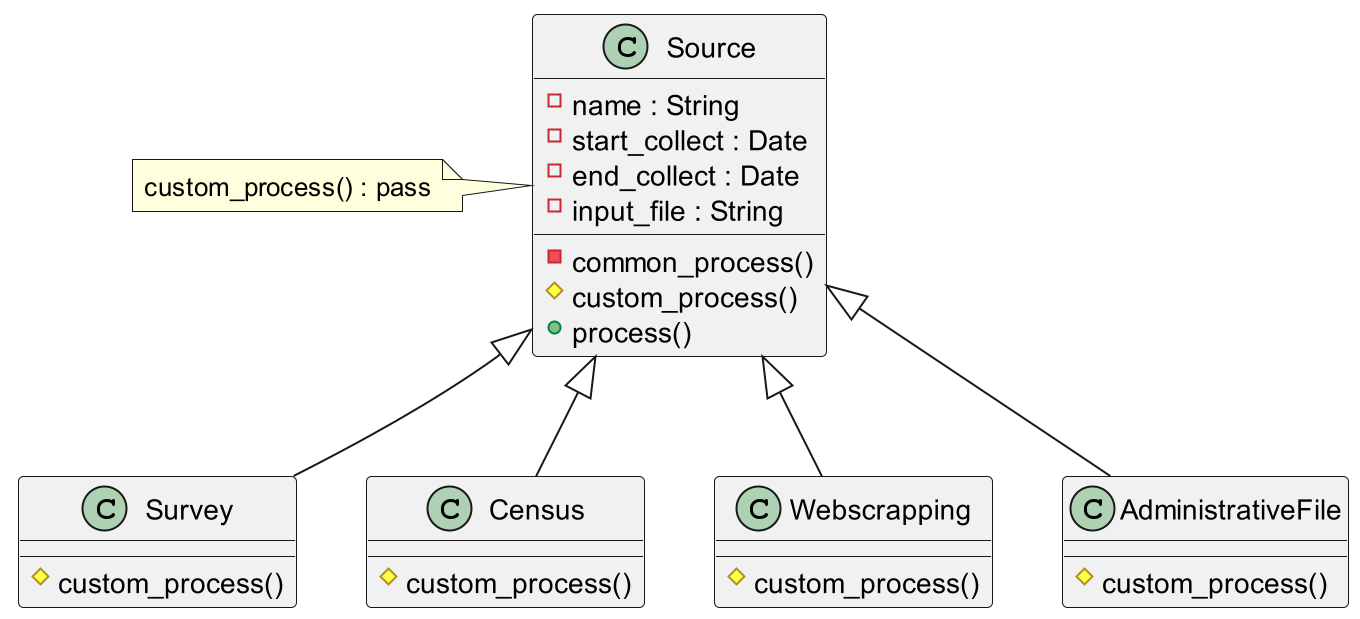 C Source
name : String
start_collect : Date
end_collect : Date
input_file : String
common_process()
custom_process()
process()
custom_process() : pass
C Survey
custom_process()
C Census
custom_process()
C Webscrapping
custom_process()
C AdministrativeFile
custom_process()